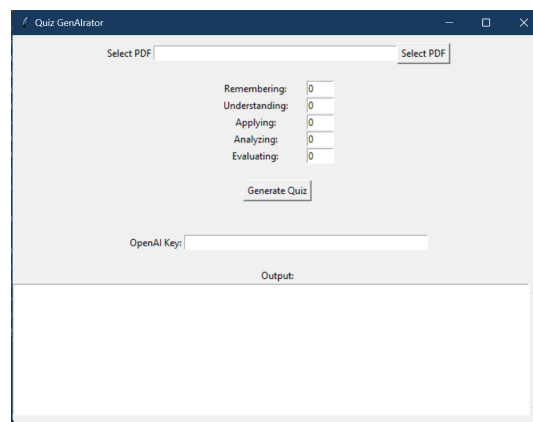 Quiz GenAIrator
Select PDF Select PDF
Remembering: 0
Understanding: 0
Applying: 0
Analyzing: 0
Evaluating: 0
Generate Quiz
OpenAI Key:
Output: